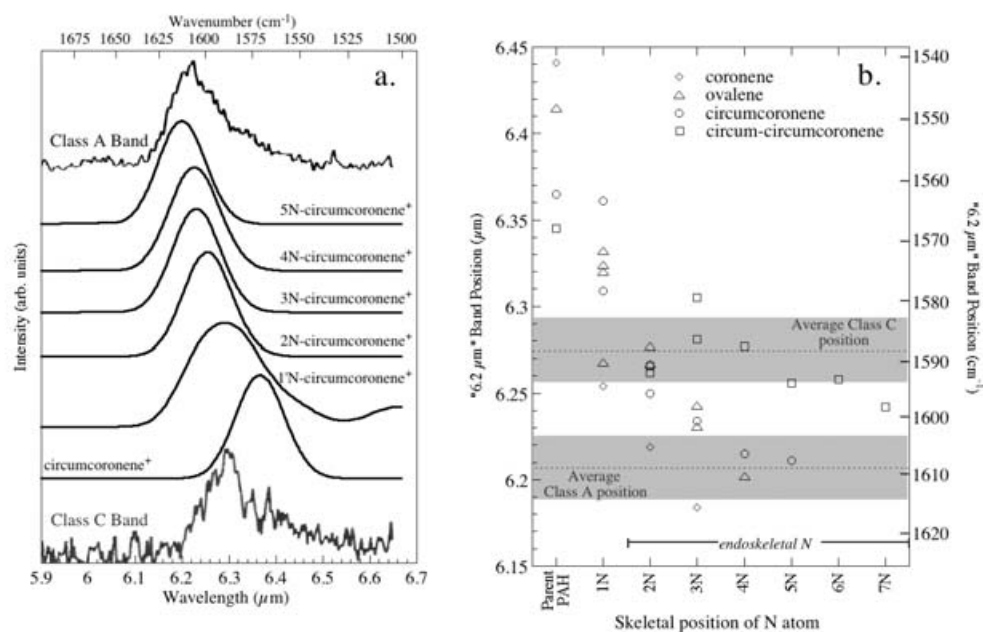 Wavenumber (cm⁻¹)
1675 1650 1625 1600 1575 1550 1525 1500
a.
Class A Band
5N-circumcoronene⁺
4N-circumcoronene⁺
3N-circumcoronene⁺
2N-circumcoronene⁺
1'N-circumcoronene⁺
circumcoronene⁺
Class C Band
Intensity (arb. units)
5.9 6 6.1 6.2 6.3 6.4 6.5 6.6 6.7
Wavelength (μm)
b.
coronene
ovalene
circumcoronene
circum-circumcoronene
"6.2 μm" Band Position (μm)
6.45
6.4
6.35
6.3
6.25
6.2
6.15
Average Class C
position
Average
Class A position
endoskeletal N
1540
1550
1560
1570
1580
1590
1600
1610
1620
"6.2 μm" Band Position (cm⁻¹)
Parent
PAH
1N
2N
3N
4N
5N
6N
7N
Skeletal position of N atom